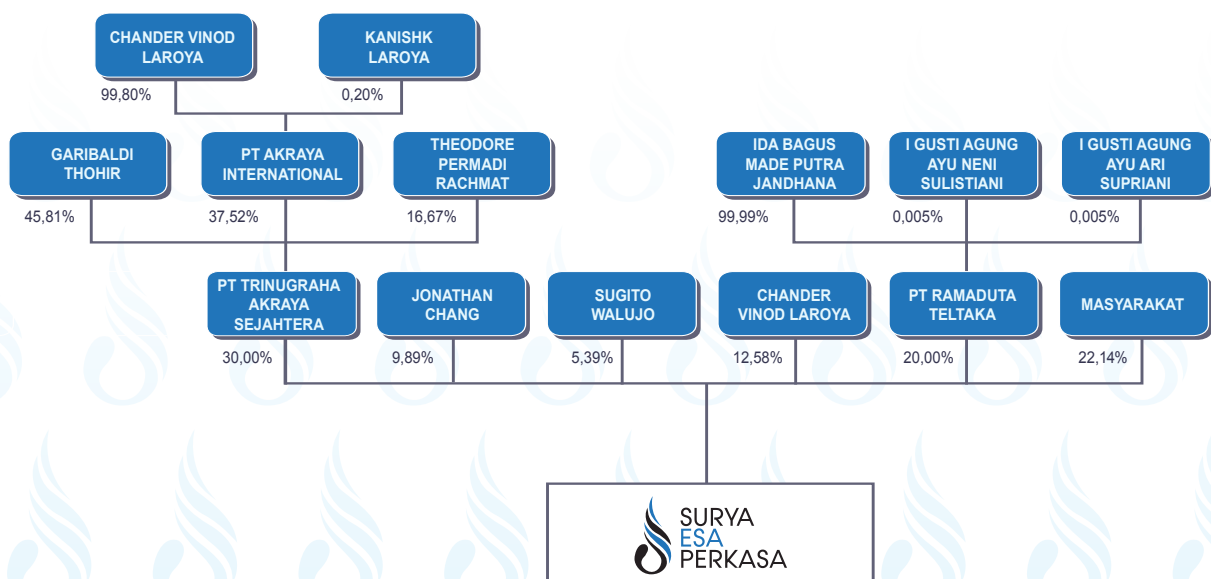 CHANDER VINOD
LAROYA
KANISHK
LAROYA
99,80%
0,20%
GARIBALDI
THOHIR
PT AKRAYA
INTERNATIONAL
THEODORE
PERMADI
RACHMAT
IDA BAGUS
MADE PUTRA
JANDHANA
I GUSTI AGUNG
AYU NENI
SULISTIANI
I GUSTI AGUNG
AYU ARI
SUPRIANI
45,81%
37,52%
16,67%
99,99%
0,005%
0,005%
PT TRINUGRAHA
AKRAYA
SEJAHTERA
JONATHAN
CHANG
SUGITO
WALUJO
CHANDER
VINOD LAROYA
PT RAMADUTA
TELTAKA
MASYARAKAT
30,00%
9,89%
5,39%
12,58%
20,00%
22,14%
SURYA
ESA
PERKASA